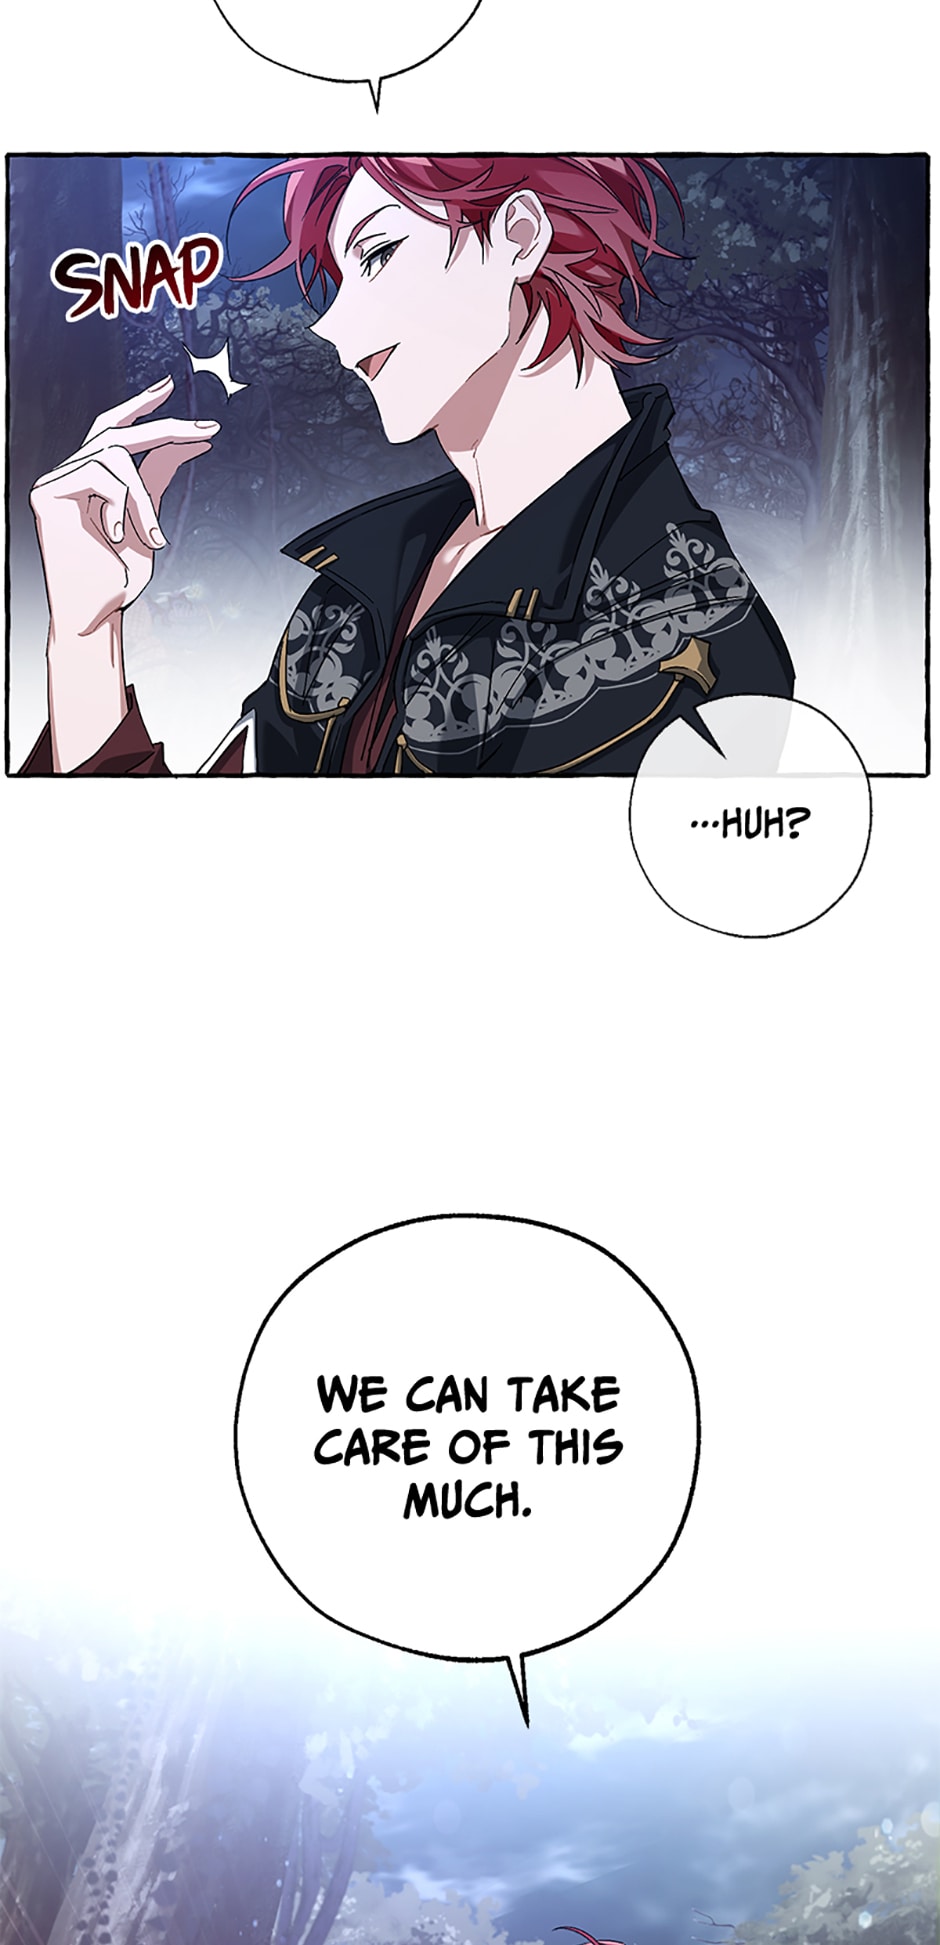 SNAP
...HUH?
WE CAN TAKE
CARE OF THIS
MUCH.